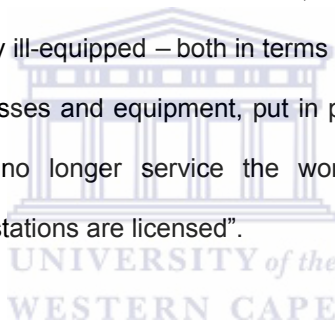 y ill-equipped – both in terms
sses and equipment, put in p
no longer service the wor
stations are licensed”.
UNIVERSITY of the
WESTERN CAPE